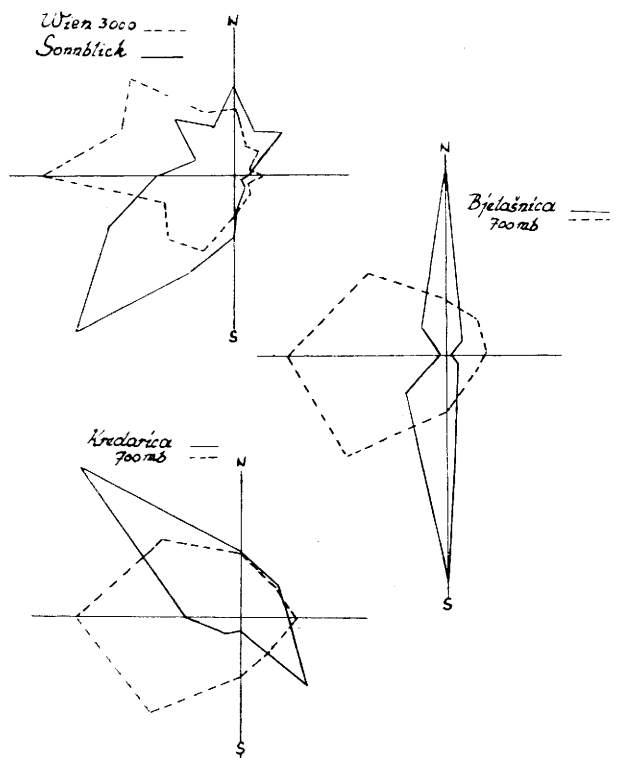 Wien 3000
Sonnblick
N
S
N
Bjelašnica
700 mb
S
Kredarica
700 mb
N
S